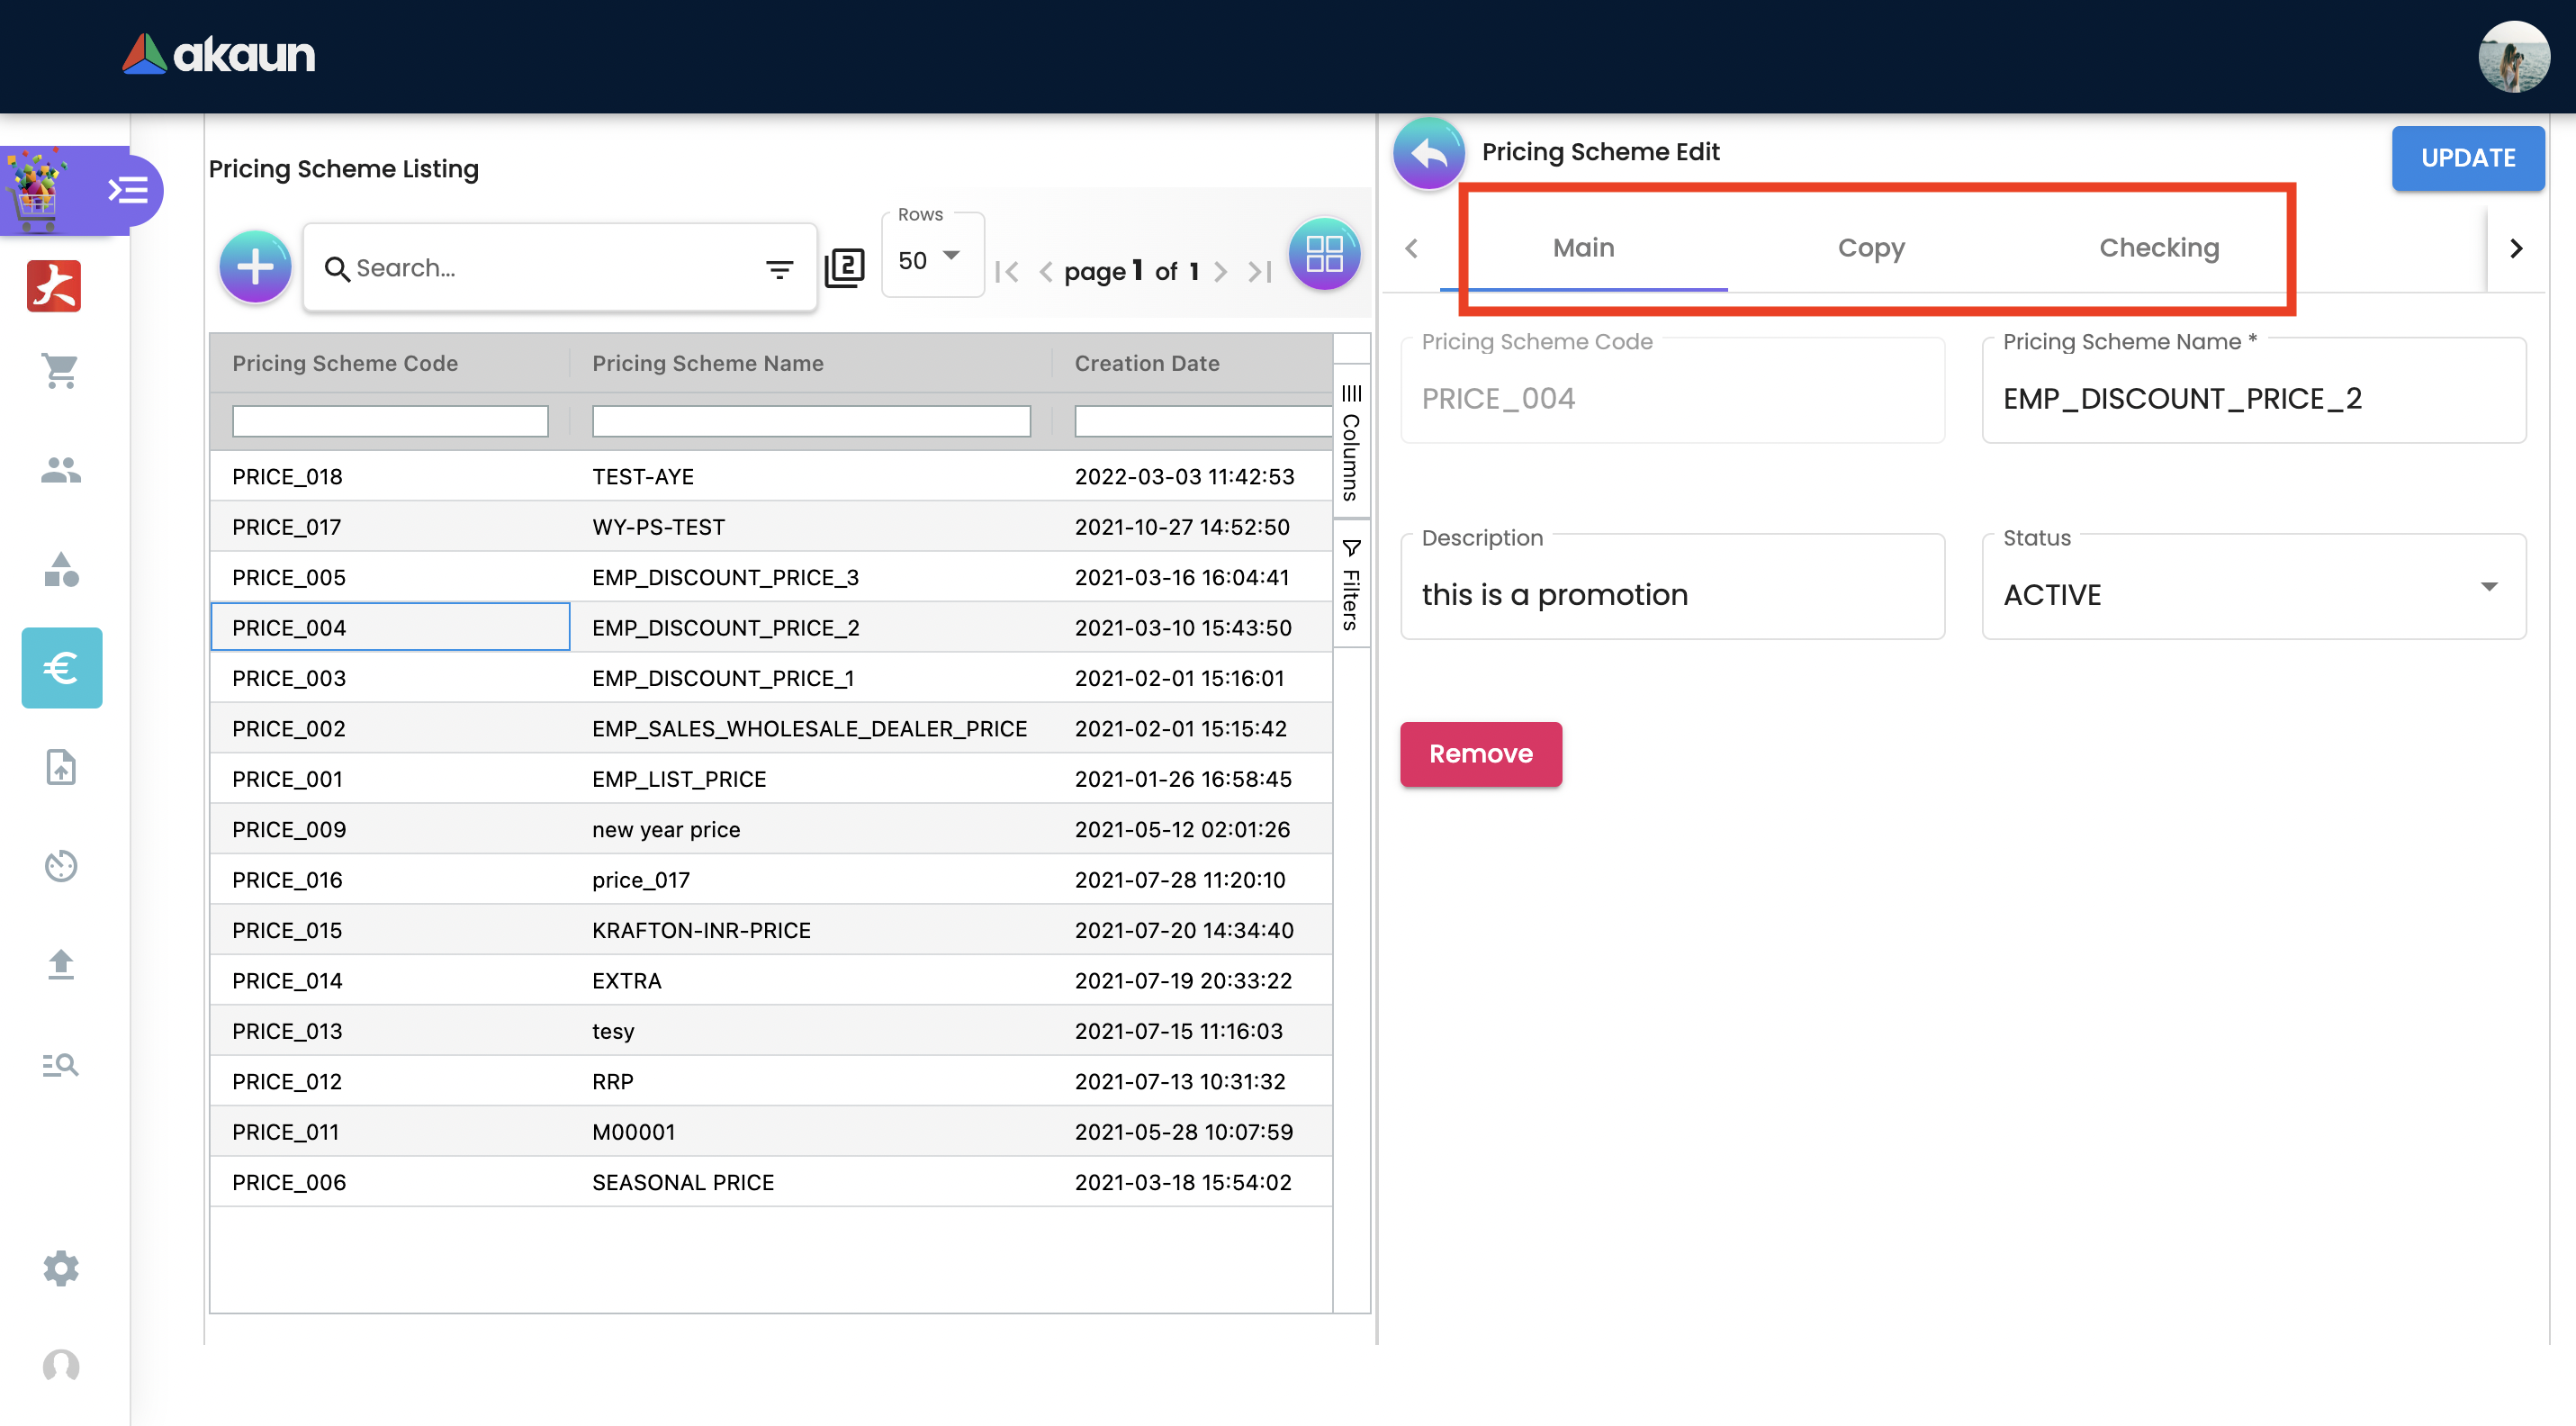 akaun
Pricing Scheme Listing
Search...
2
Rows
50
page 1 of 1
Pricing Scheme Code Pricing Scheme Name Creation Date
PRICE_018 TEST-AYE 2022-03-03 11:42:53
PRICE_017 WY-PS-TEST 2021-10-27 14:52:50
PRICE_005 EMP_DISCOUNT_PRICE_3 2021-03-16 16:04:41
PRICE_004 EMP_DISCOUNT_PRICE_2 2021-03-10 15:43:50
PRICE_003 EMP_DISCOUNT_PRICE_1 2021-02-01 15:16:01
PRICE_002 EMP_SALES_WHOLESALE_DEALER_PRICE 2021-02-01 15:15:42
PRICE_001 EMP_LIST_PRICE 2021-01-26 16:58:45
PRICE_009 new year price 2021-05-12 02:01:26
PRICE_016 price_017 2021-07-28 11:20:10
PRICE_015 KRAFTON-INR-PRICE 2021-07-20 14:34:40
PRICE_014 EXTRA 2021-07-19 20:33:22
PRICE_013 tesy 2021-07-15 11:16:03
PRICE_012 RRP 2021-07-13 10:31:32
PRICE_011 M00001 2021-05-28 10:07:59
PRICE_006 SEASONAL PRICE 2021-03-18 15:54:02
Columns
Filters
Pricing Scheme Edit
UPDATE
Main Copy Checking
Pricing Scheme Code
PRICE_004
Pricing Scheme Name *
EMP_DISCOUNT_PRICE_2
Description
this is a promotion
Status
ACTIVE
Remove